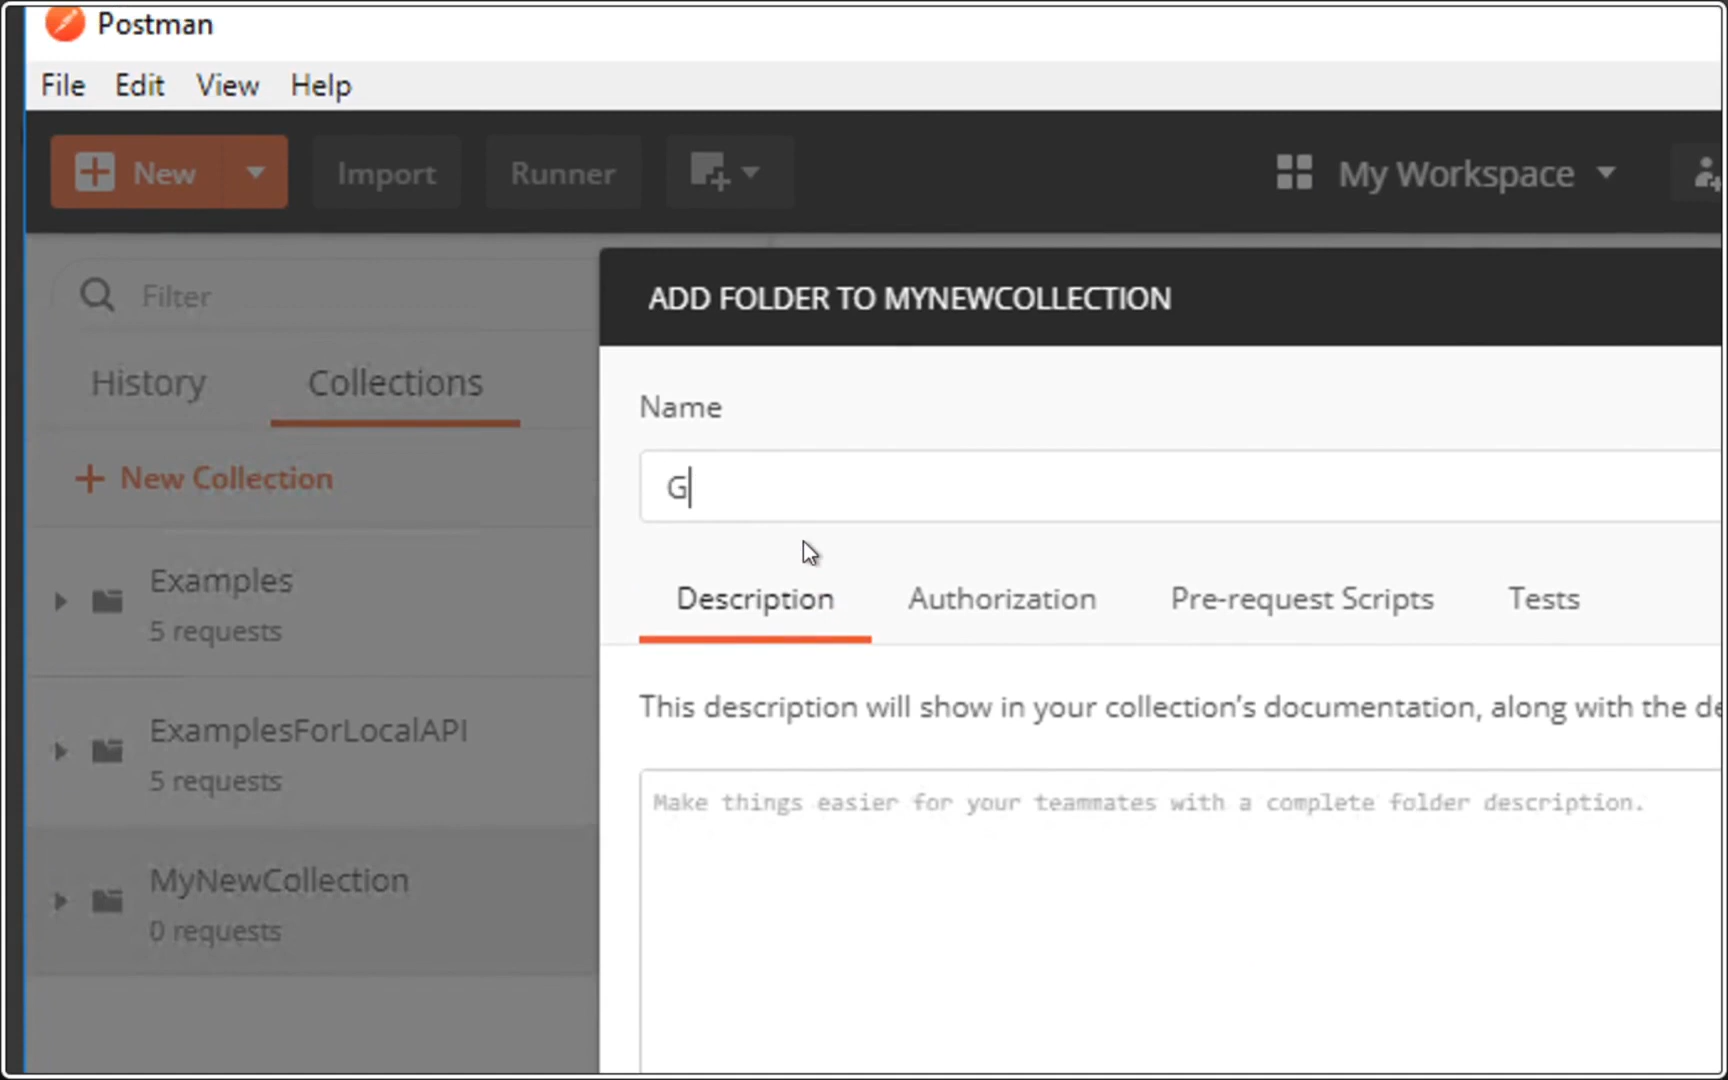 Postman
File Edit View Help
New Import Runner My Workspace
Filter
History Collections
+ New Collection
Examples
5 requests
ExamplesForLocalAPI
5 requests
MyNewCollection
0 requests
ADD FOLDER TO MYNEWCOLLECTION
Name
G
Description Authorization Pre-request Scripts Tests
This description will show in your collection's documentation, along with the
Make things easier for your teammates with a complete folder description.